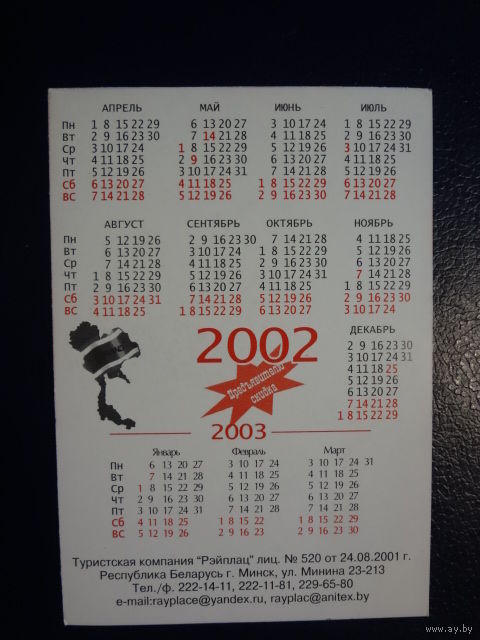 АПРЕЛЬ МАЙ ИЮНЬ ИЮЛЬ
Пн 1 8 15 22 29 6 13 20 27 3 10 17 24 1 8 15 22 29
Вт 2 9 16 23 30 7 14 21 28 4 11 18 25 2 9 16 23 30
Ср 3 10 17 24 1 8 15 22 29 5 12 19 26 3 10 17 24 31
Чт 4 11 18 25 2 9 16 23 30 6 13 20 27 4 11 18 25
Пт 5 12 19 26 3 10 17 24 31 7 14 21 28 5 12 19 26
Сб 6 13 20 27 4 11 18 25 1 8 15 22 29 6 13 20 27
ВС 7 14 21 28 5 12 19 26 2 9 16 23 30 7 14 21 28
АВГУСТ СЕНТЯБРЬ ОКТЯБРЬ НОЯБРЬ
Пн 5 12 19 26 2 9 16 23 30 7 14 21 28 4 11 18 25
Вт 6 13 20 27 3 10 17 24 1 8 15 22 29 5 12 19 26
Ср 7 14 21 28 4 11 18 25 2 9 16 23 30 6 13 20 27
Чт 1 8 15 22 29 5 12 19 26 3 10 17 24 31 7 14 21 28
Пт 2 9 16 23 30 6 13 20 27 4 11 18 25 1 8 15 22 29
Сб 3 10 17 24 31 7 14 21 28 5 12 19 26 2 9 16 23 30
ВС 4 11 18 25 1 8 15 22 29 6 13 20 27 3 10 17 24
2002
ДЕКАБРЬ
2 9 16 23 30
3 10 17 24 31
4 11 18 25
5 12 19 26
6 13 20 27
7 14 21 28
1 8 15 22 29
Предъявителю
скидка
2003
Январь Февраль Март
Пн 6 13 20 27 3 10 17 24 3 10 17 24 31
Вт 7 14 21 28 4 11 18 25 4 11 18 25
Ср 1 8 15 22 29 5 12 19 26 5 12 19 26
Чт 2 9 16 23 30 6 13 20 27 6 13 20 27
Пт 3 10 17 24 31 7 14 21 28 7 14 21 28
Сб 4 11 18 25 1 8 15 22 1 8 15 22 29
ВС 5 12 19 26 2 9 16 23 2 9 16 23 30
Туристская компания "Рэйплац" лиц. № 520 от 24.08.2001 г.
Республика Беларусь г. Минск, ул. Минина 23-213
Тел./ф. 222-14-11, 222-11-81, 229-65-80
e-mail:rayplace@yandex.ru, rayplac@anitex.by
www.ay.by